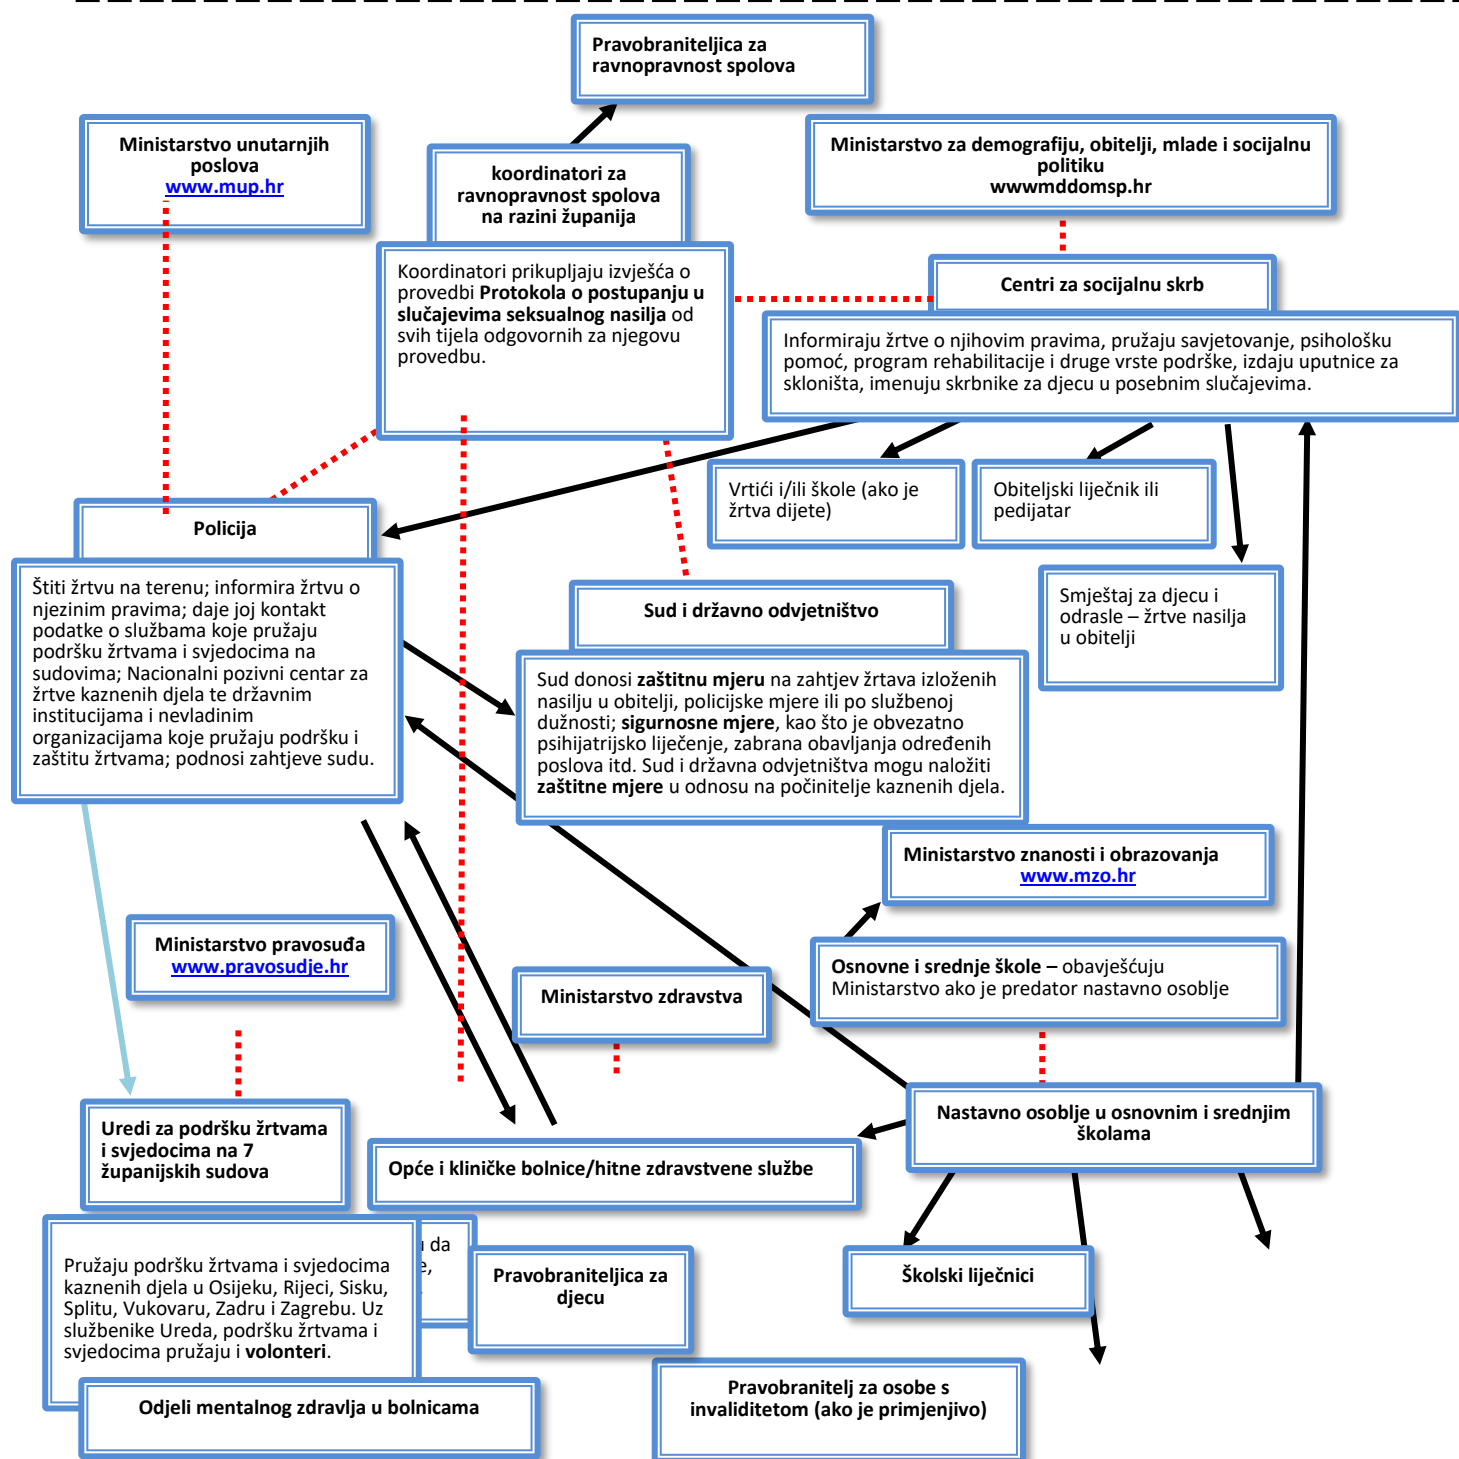 Pravobraniteljica za
ravnopravnost spolova
Ministarstvo unutarnjih
poslova
www.mup.hr
koordinatori za
ravnopravnost spolova
na razini županija
Ministarstvo za demografiju, obitelji, mlade i socijalnu
politiku
wwwmddomsp.hr
Koordinatori prikupljaju izvješća o
provedbi Protokola o postupanju u
slučajevima seksualnog nasilja od
svih tijela odgovornih za njegovu
provedbu.
Centri za socijalnu skrb
Informiraju žrtve o njihovim pravima, pružaju savjetovanje, psihološku
pomoć, program rehabilitacije i druge vrste podrške, izdaju uputnice za
skloništa, imenuju skrbnike za djecu u posebnim slučajevima.
Vrtići i/ili škole (ako je
žrtva dijete)
Obiteljski liječnik ili
pedijatar
Smještaj za djecu i
odrasle – žrtve nasilja
u obitelji
Policija
Štiti žrtvu na terenu; informira žrtvu o
njezinim pravima; daje joj kontakt
podatke o službama koje pružaju
podršku žrtvama i svjedocima na
sudovima; Nacionalni pozivni centar za
žrtve kaznenih djela te državnim
institucijama i nevladinim
organizacijama koje pružaju podršku i
zaštitu žrtvama; podnosi zahtjeve sudu.
Sud i državno odvjetništvo
Sud donosi zaštitnu mjeru na zahtjev žrtava izloženih
nasilju u obitelji, policijske mjere ili po službenoj
dužnosti; sigurnosne mjere, kao što je obvezatno
psihijatrijsko liječenje, zabrana obavljanja određenih
poslova itd. Sud i državna odvjetništva mogu naložiti
zaštitne mjere u odnosu na počinitelje kaznenih djela.
Ministarstvo znanosti i obrazovanja
www.mzo.hr
Ministarstvo pravosuđa
www.pravosudje.hr
Osnovne i srednje škole – obavješćuju
Ministarstvo ako je predator nastavno osoblje
Ministarstvo zdravstva
Nastavno osoblje u osnovnim i srednjim
školama
Uredi za podršku žrtvama
i svjedocima na 7
županijskih sudova
Opće i kliničke bolnice/hitne zdravstvene službe
Pružaju podršku žrtvama i svjedocima
kaznenih djela u Osijeku, Rijeci, Sisku,
Splitu, Vukovaru, Zadru i Zagrebu. Uz
službenike Ureda, podršku žrtvama i
svjedocima pružaju i volonteri.
da
Pravobraniteljica za
djecu
Školski liječnici
Odjeli mentalnog zdravlja u bolnicama
Pravobranitelj za osobe s
invaliditetom (ako je primjenjivo)